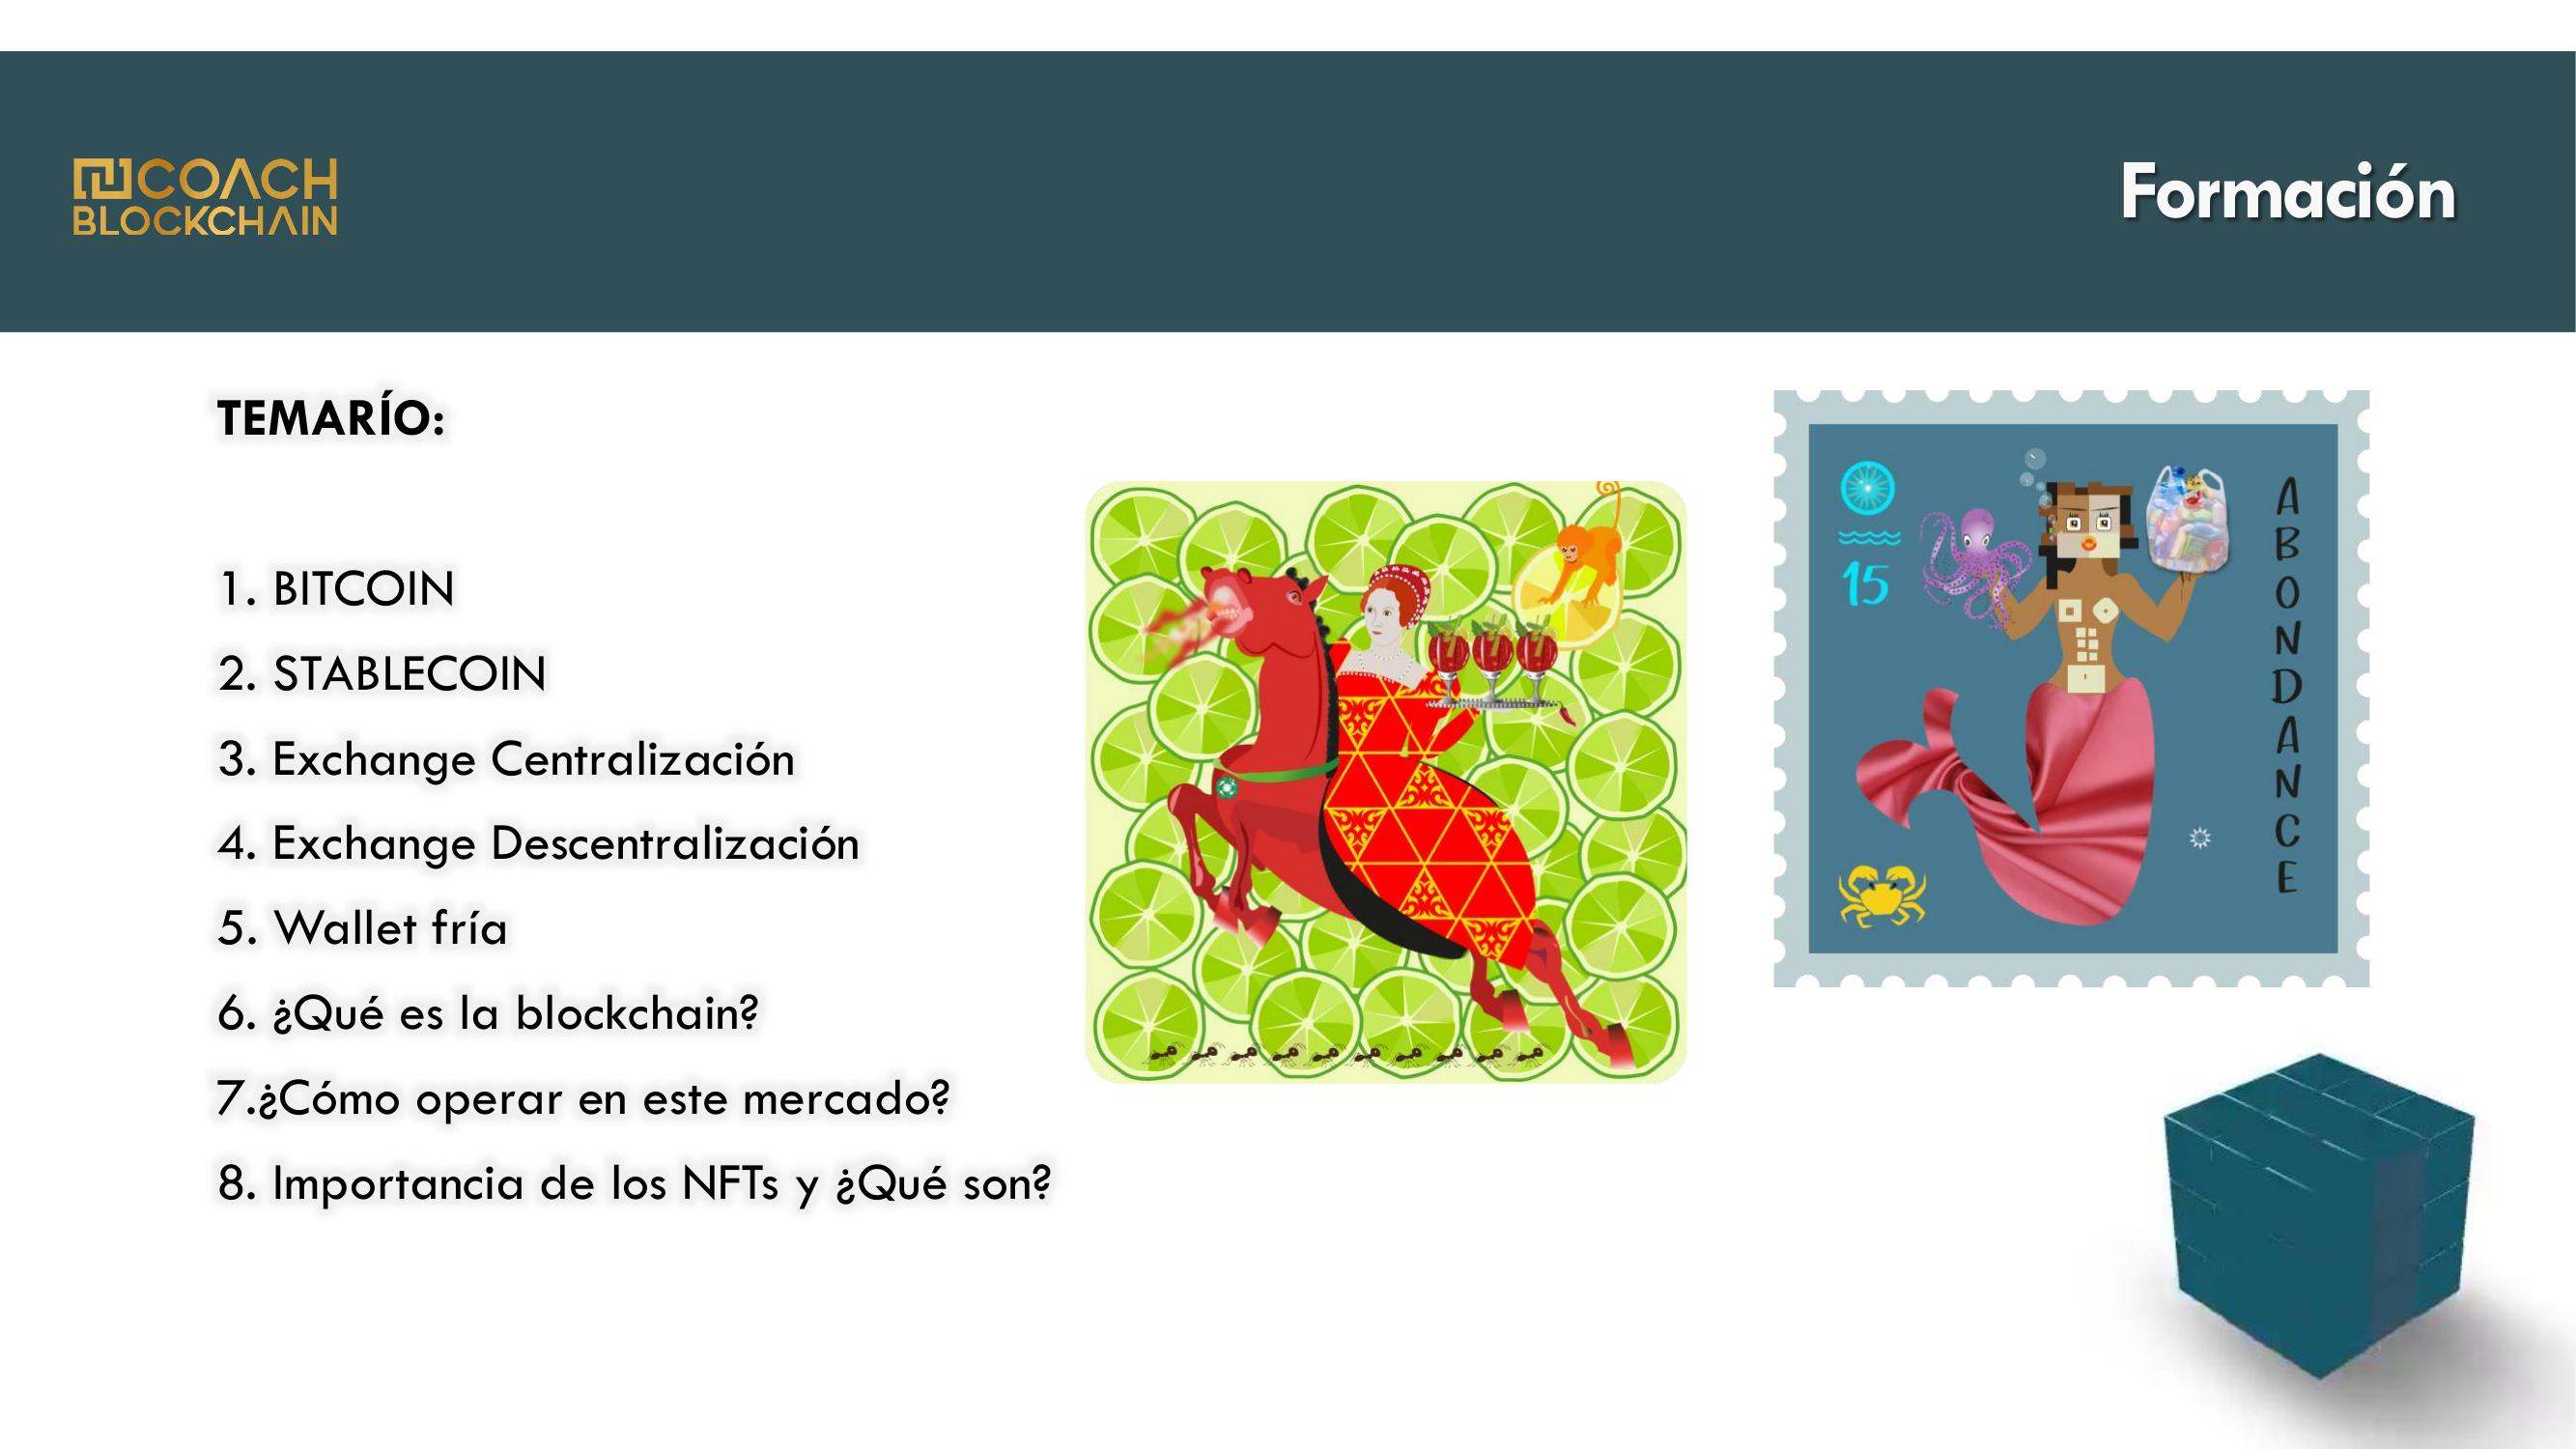 COACH
BLOCKCHAIN
Formación
TEMARÍO:
1. BITCOIN
2. STABLECOIN
3. Exchange Centralización
4. Exchange Descentralización
5. Wallet fría
6. ¿Qué es la blockchain?
7.¿Cómo operar en este mercado?
8. Importancia de los NFTs y ¿Qué son?
15
ABONDANCE